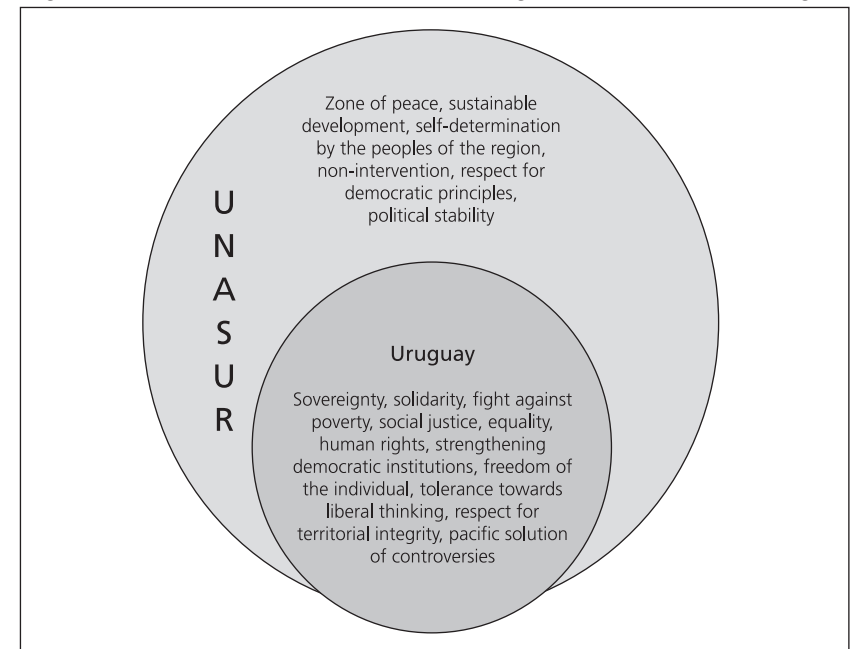 Zone of peace, sustainable
development, self-determination
by the peoples of the region,
non-intervention, respect for
democratic principles,
political stability
U
N
A
S
U
R
Uruguay
Sovereignty, solidarity, fight against
poverty, social justice, equality,
human rights, strengthening
democratic institutions, freedom of
the individual, tolerance towards
liberal thinking, respect for
territorial integrity, pacific solution
of controversies